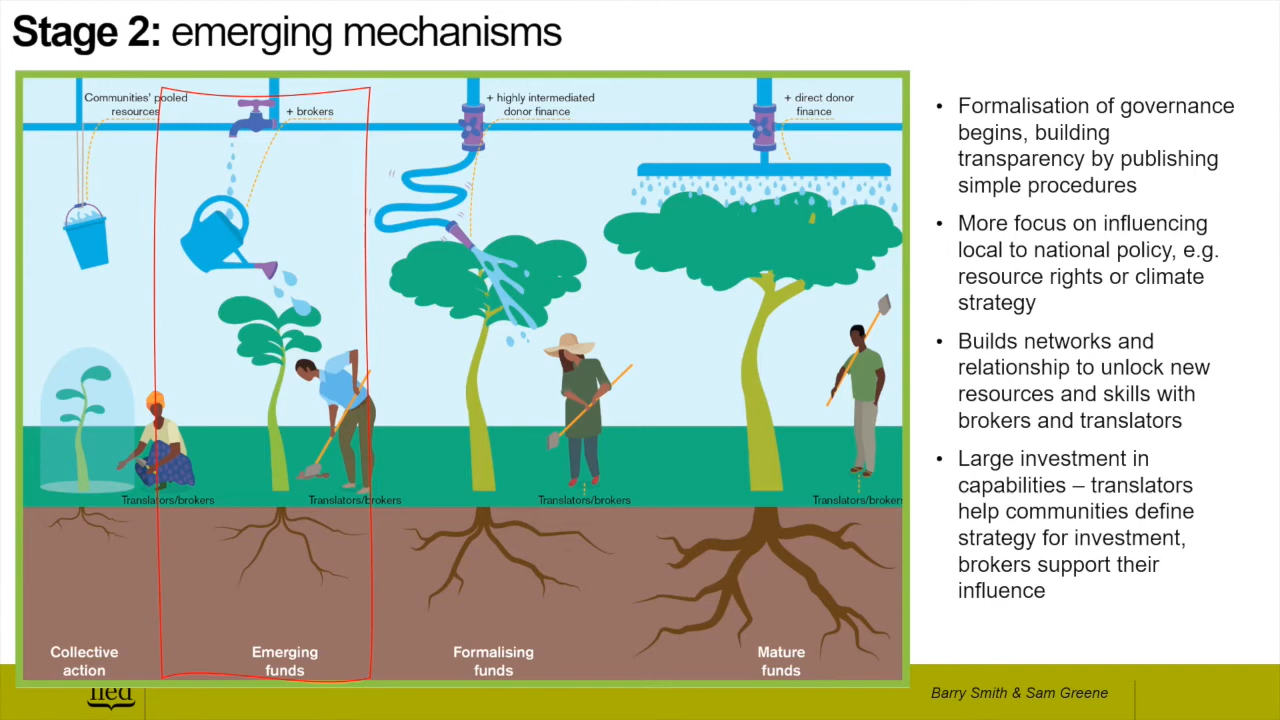 Stage 2: emerging mechanisms
Communities' pooled
resources
+ brokers
+ highly intermediated
donor finance
+ direct donor
finance
Translators/brokers
Translators/brokers
Translators/brokers
Translators/brokers
Collective
action
Emerging
funds
Formalising
funds
Mature
funds
• Formalisation of governance
begins, building
transparency by publishing
simple procedures
• More focus on influencing
local to national policy, e.g.
resource rights or climate
strategy
• Builds networks and
relationship to unlock new
resources and skills with
brokers and translators
• Large investment in
capabilities – translators
help communities define
strategy for investment,
brokers support their
influence
iied
Barry Smith & Sam Greene